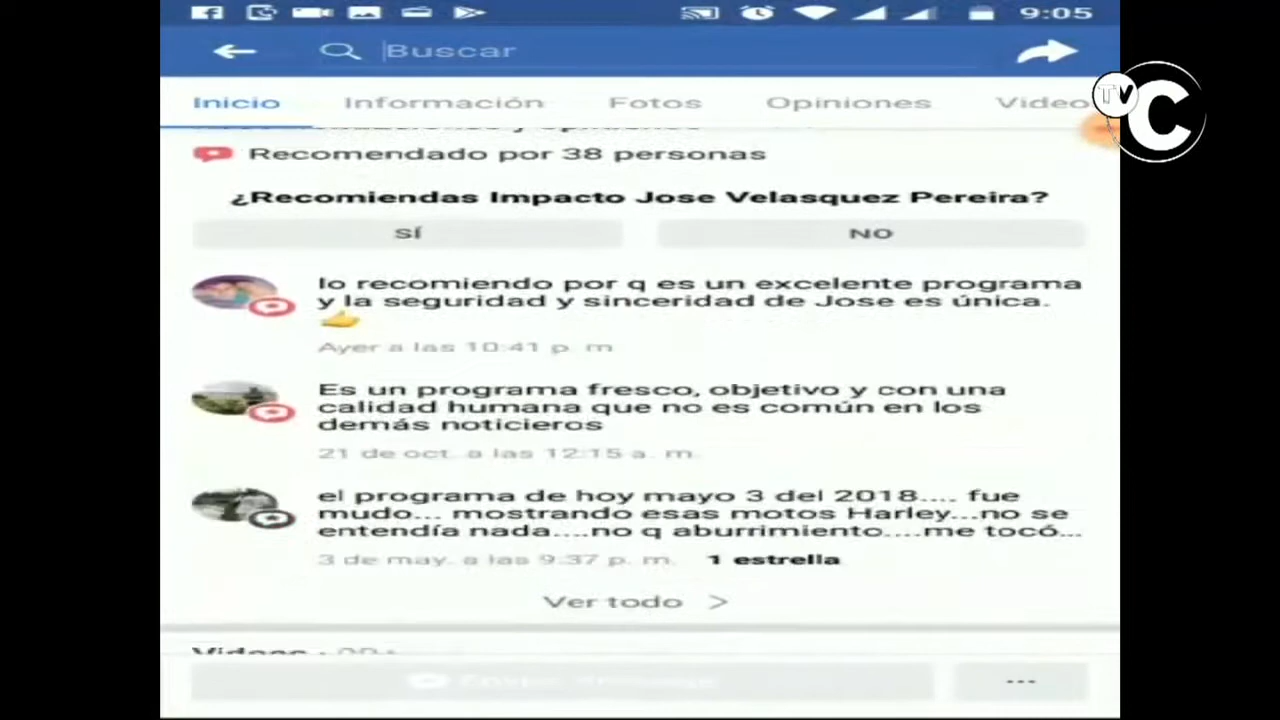 9:05
Buscar
Inicio Información Fotos Opiniones Video
TV C
Recomendado por 38 personas
¿Recomiendas Impacto Jose Velasquez Pereira?
SÍ NO
lo recomiendo por q es un excelente programa
y la seguridad y sinceridad de Jose es única.
Ayer a las 10:41 p. m
Es un programa fresco, objetivo y con una
calidad humana que no es común en los
demás noticieros
21 de oct. a las 12:15 a. m.
el programa de hoy mayo 3 del 2018.... fue
mudo... mostrando esas motos Harley...no se
entendía nada....no q aburrimiento....me tocó...
3 de may. a las 9:37 p. m. 1 estrella
Ver todo >
Videos